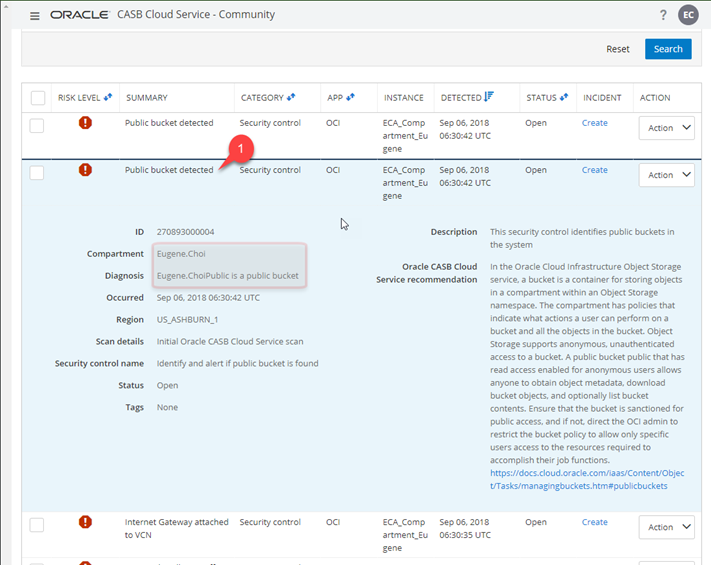 ORACLE CASB Cloud Service - Community ? EC
Reset Search
RISK LEVEL SUMMARY CATEGORY APP INSTANCE DETECTED STATUS INCIDENT ACTION
Public bucket detected Security control OCI ECA_Comp Sep 06, 2018 Open Create Action
artment_Eu 06:30:42 UTC
gene
1
Public bucket detected Security control OCI ECA_Comp Sep 06, 2018 Open Create Action
artment_Eu 06:30:42 UTC
gene
ID 270893000004
Compartment Eugene.Choi
Diagnosis Eugene.ChoiPublic is a public bucket
Occurred Sep 06, 2018 06:30:42 UTC
Region US_ASHBURN_1
Scan details Initial Oracle CASB Cloud Service scan
Security control name Identify and alert if public bucket is found
Status Open
Tags None
Description This security control identifies public buckets in
the system
Oracle CASB Cloud
Service recommendation
In the Oracle Cloud Infrastructure Object Storage
service, a bucket is a container for storing objects
in a compartment within an Object Storage
namespace. The compartment has policies that
indicate what actions a user can perform on a
bucket and all the objects in the bucket. Object
Storage supports anonymous, unauthenticated
access to a bucket. A public bucket public that has
read access enabled for anonymous users allows
anyone to obtain object metadata, download
bucket objects, and optionally list bucket
contents. Ensure that the bucket is sanctioned for
public access, and if not, direct the OCI admin to
restrict the bucket policy to allow only specific
users access to the resources required to
accomplish their job functions.
https://docs.cloud.oracle.com/iaas/Content/Objec
t/Tasks/managingbuckets.htm#publicbuckets
Internet Gateway attached Security control OCI ECA_Comp Sep 06, 2018 Open Create Action
to VCN artment_Eu 06:30:35 UTC
gene